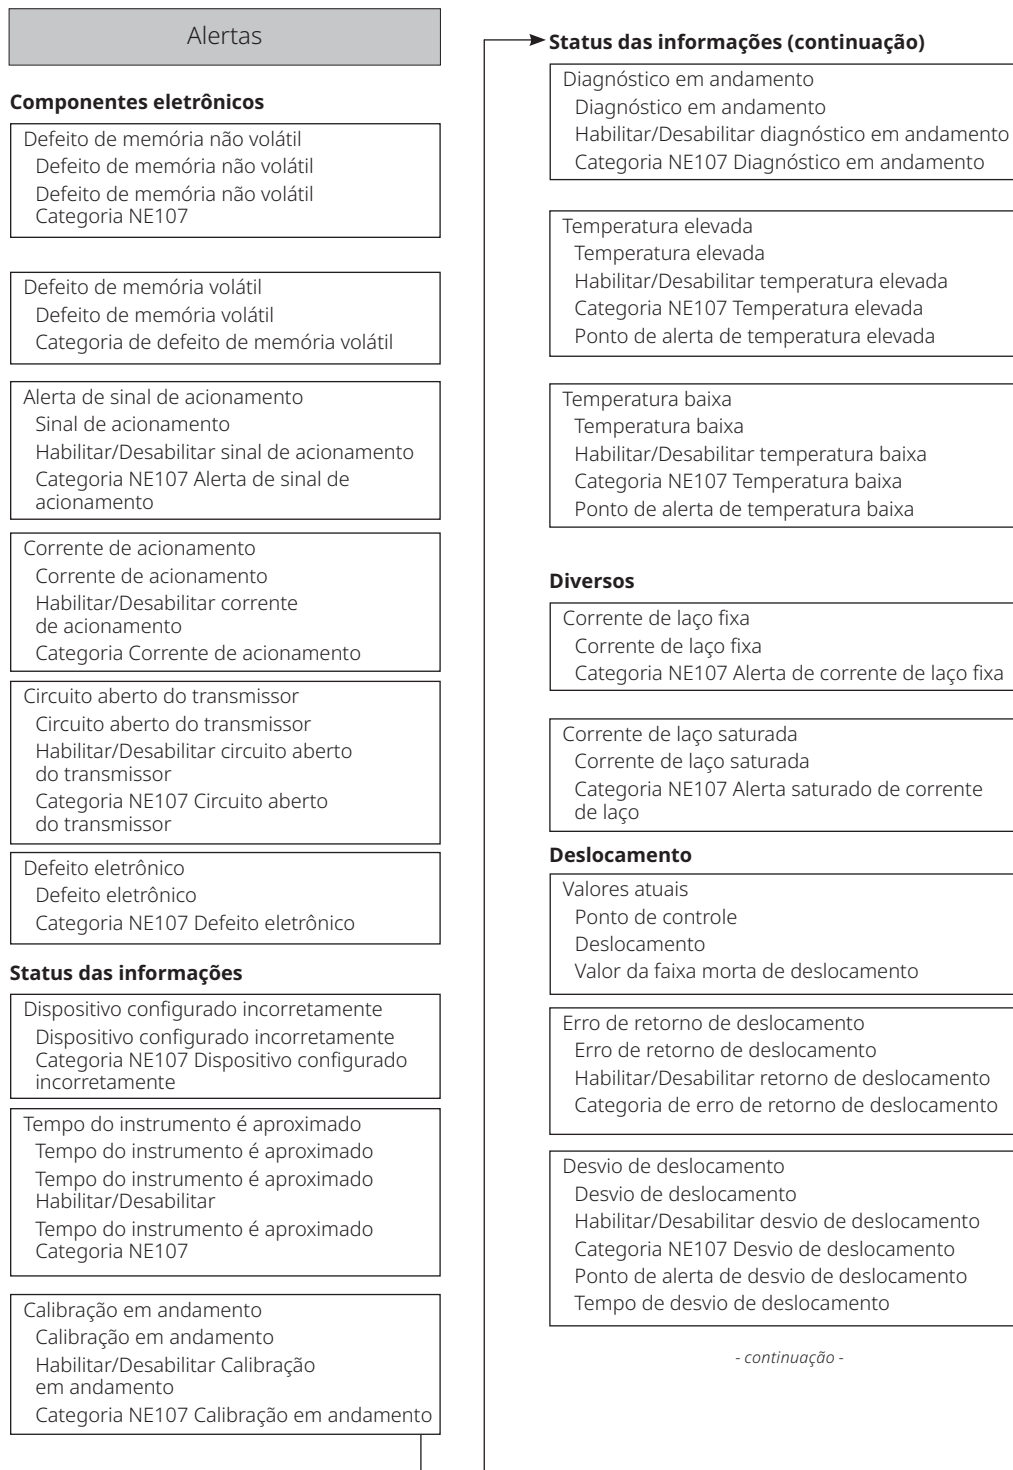 Alertas
Componentes eletrônicos
Defeito de memória não volátil
Defeito de memória não volátil
Defeito de memória não volátil
Categoria NE107
Defeito de memória volátil
Defeito de memória volátil
Categoria de defeito de memória volátil
Alerta de sinal de acionamento
Sinal de acionamento
Habilitar/Desabilitar sinal de acionamento
Categoria NE107 Alerta de sinal de
acionamento
Corrente de acionamento
Corrente de acionamento
Habilitar/Desabilitar corrente
de acionamento
Categoria Corrente de acionamento
Circuito aberto do transmissor
Circuito aberto do transmissor
Habilitar/Desabilitar circuito aberto
do transmissor
Categoria NE107 Circuito aberto
do transmissor
Defeito eletrônico
Defeito eletrônico
Categoria NE107 Defeito eletrônico
Status das informações
Dispositivo configurado incorretamente
Dispositivo configurado incorretamente
Categoria NE107 Dispositivo configurado
incorretamente
Tempo do instrumento é aproximado
Tempo do instrumento é aproximado
Tempo do instrumento é aproximado
Habilitar/Desabilitar
Tempo do instrumento é aproximado
Categoria NE107
Calibração em andamento
Calibração em andamento
Habilitar/Desabilitar Calibração
em andamento
Categoria NE107 Calibração em andamento
Status das informações (continuação)
Diagnóstico em andamento
Diagnóstico em andamento
Habilitar/Desabilitar diagnóstico em andamento
Categoria NE107 Diagnóstico em andamento
Temperatura elevada
Temperatura elevada
Habilitar/Desabilitar temperatura elevada
Categoria NE107 Temperatura elevada
Ponto de alerta de temperatura elevada
Temperatura baixa
Temperatura baixa
Habilitar/Desabilitar temperatura baixa
Categoria NE107 Temperatura baixa
Ponto de alerta de temperatura baixa
Diversos
Corrente de laço fixa
Corrente de laço fixa
Categoria NE107 Alerta de corrente de laço fixa
Corrente de laço saturada
Corrente de laço saturada
Categoria NE107 Alerta saturado de corrente
de laço
Deslocamento
Valores atuais
Ponto de controle
Deslocamento
Valor da faixa morta de deslocamento
Erro de retorno de deslocamento
Erro de retorno de deslocamento
Habilitar/Desabilitar retorno de deslocamento
Categoria de erro de retorno de deslocamento
Desvio de deslocamento
Desvio de deslocamento
Habilitar/Desabilitar desvio de deslocamento
Categoria NE107 Desvio de deslocamento
Ponto de alerta de desvio de deslocamento
Tempo de desvio de deslocamento
- continuação -